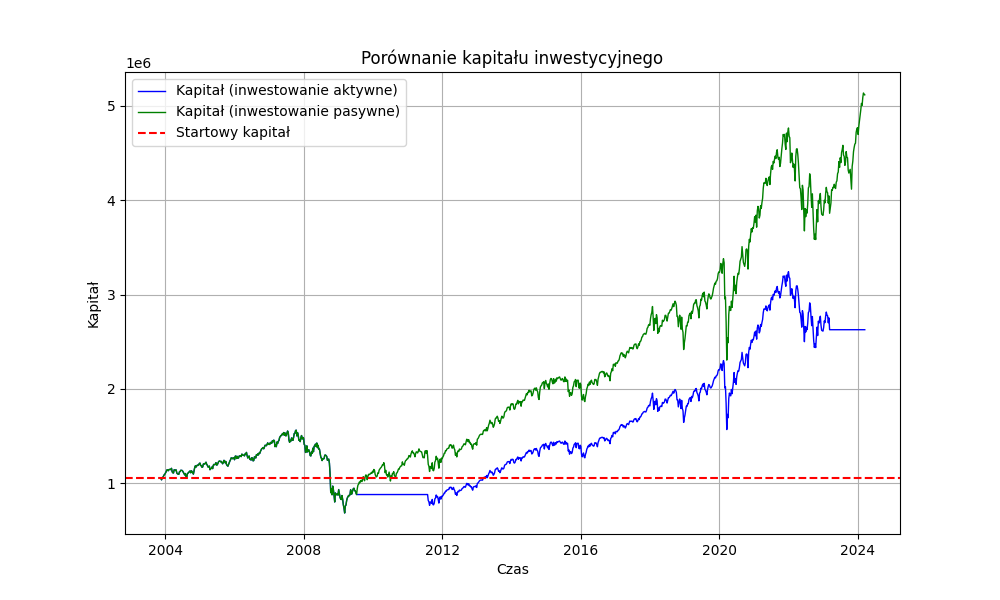 Porównanie kapitału inwestycyjnego
1e6
Kapitał (inwestowanie aktywne)
Kapitał (inwestowanie pasywne)
Startowy kapitał
5
4
3
2
1
Kapitał
2004 2008 2012 2016 2020 2024
Czas